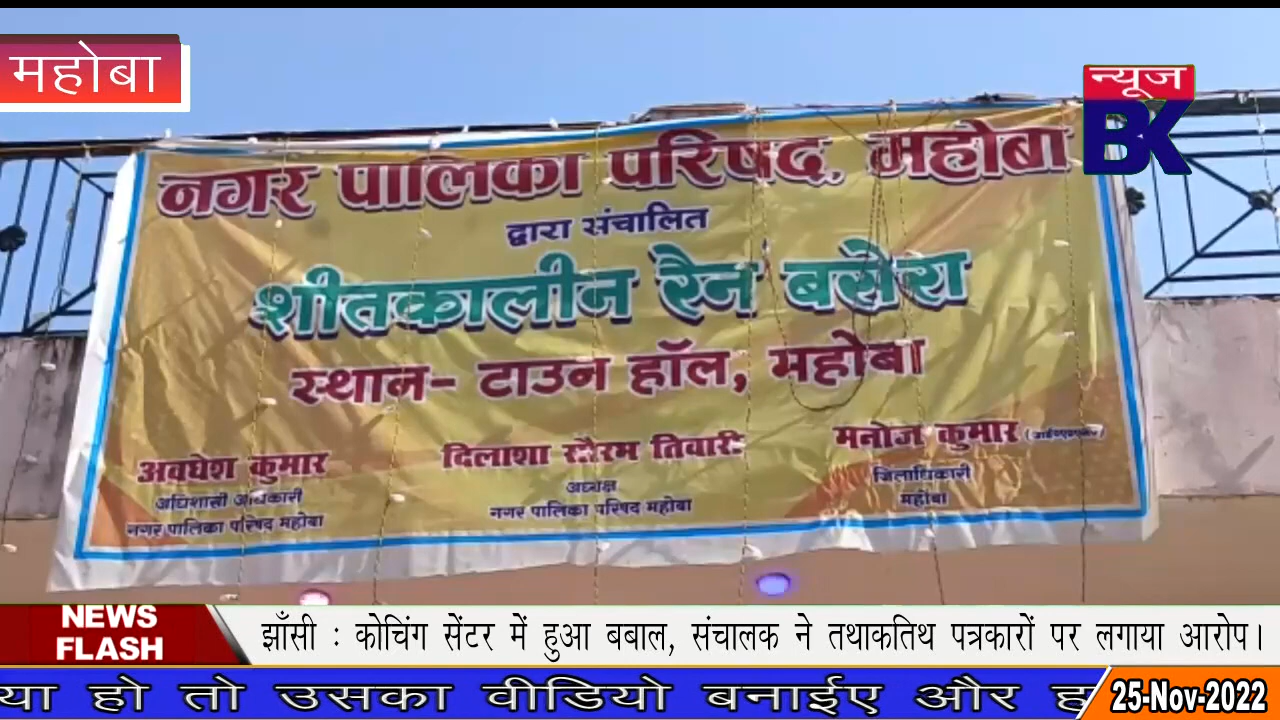 महोबा
न्यूज
BK
नगर पालिका परिषद, महोबा
द्वारा संचालित
शीतकालीन रैन बसेरा
स्थान- टाउन हॉल, महोबा
अवधेश कुमार
अधिशासी अधिकारी
नगर पालिका परिषद महोबा
दिलाशा सौरभ तिवारी
अध्यक्ष
नगर पालिका परिषद महोबा
मनोज कुमार
जिलाधिकारी
महोबा
NEWS
FLASH
झाँसी : कोचिंग सेंटर में हुआ बबाल, संचालक ने तथाकतिथ पत्रकारों पर लगाया आरोप।
या हो तो उसका वीडियो बनाईए और ह
25-Nov-2022